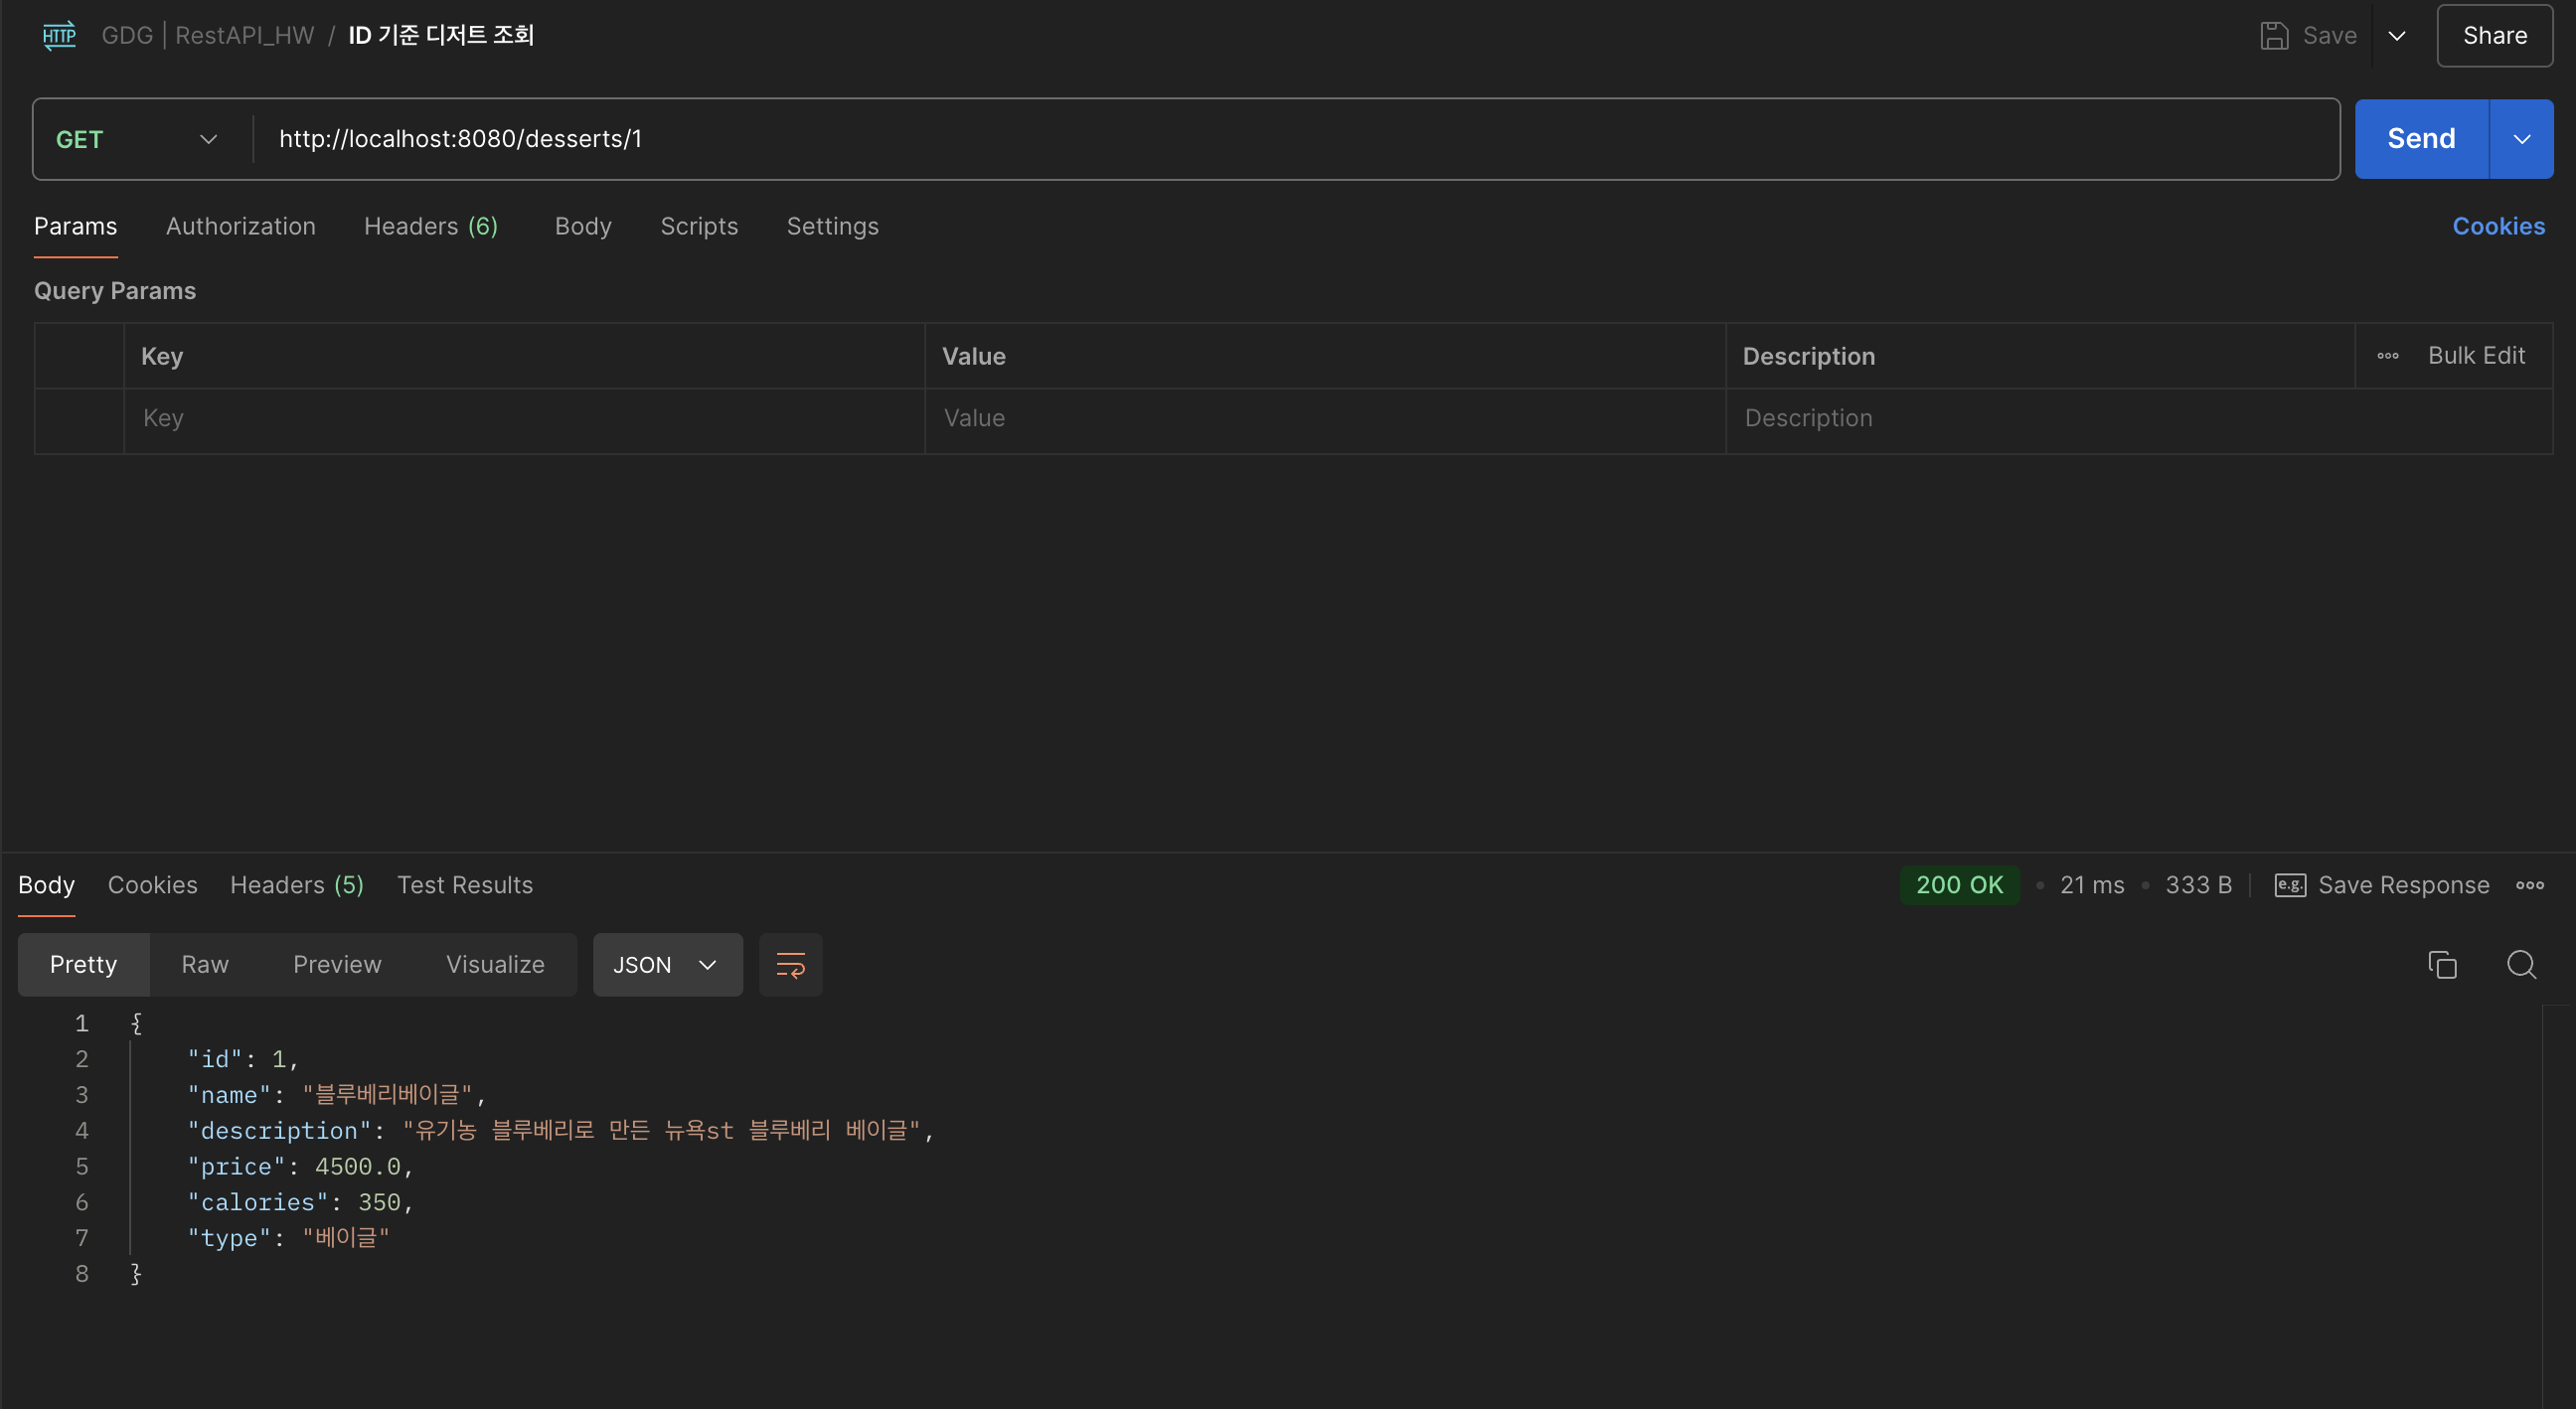 HTTP GDG | RestAPI_HW / ID 기준 디저트 조회 Save Share
GET http://localhost:8080/desserts/1 Send
Params Authorization Headers (6) Body Scripts Settings Cookies
Query Params
Key Value Description Bulk Edit
Key Value Description
Body Cookies Headers (5) Test Results 200 OK 21 ms 333 B e.g. Save Response
Pretty Raw Preview Visualize JSON
1 {
2 "id": 1,
3 "name": "블루베리베이글",
4 "description": "유기농 블루베리로 만든 뉴욕st 블루베리 베이글",
5 "price": 4500.0,
6 "calories": 350,
7 "type": "베이글"
8 }